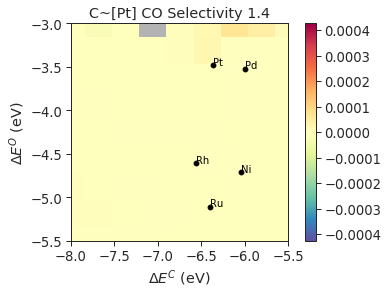 C~[Pt] CO Selectivity 1.4
−3.0
−3.5
−4.0
−4.5
−5.0
−5.5
ΔE^O (eV)
Pt
Pd
Rh
Ni
Ru
−8.0 −7.5 −7.0 −6.5 −6.0 −5.5
ΔE^C (eV)
0.0004
0.0003
0.0002
0.0001
0.0000
−0.0001
−0.0002
−0.0003
−0.0004